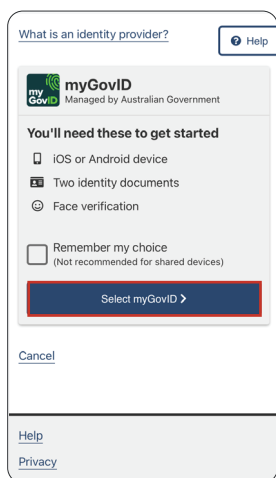 What is an identity provider?
Help
my
GovID
myGovID
Managed by Australian Government
You'll need these to get started
iOS or Android device
Two identity documents
Face verification
Remember my choice
(Not recommended for shared devices)
Select myGovID
Cancel
Help
Privacy